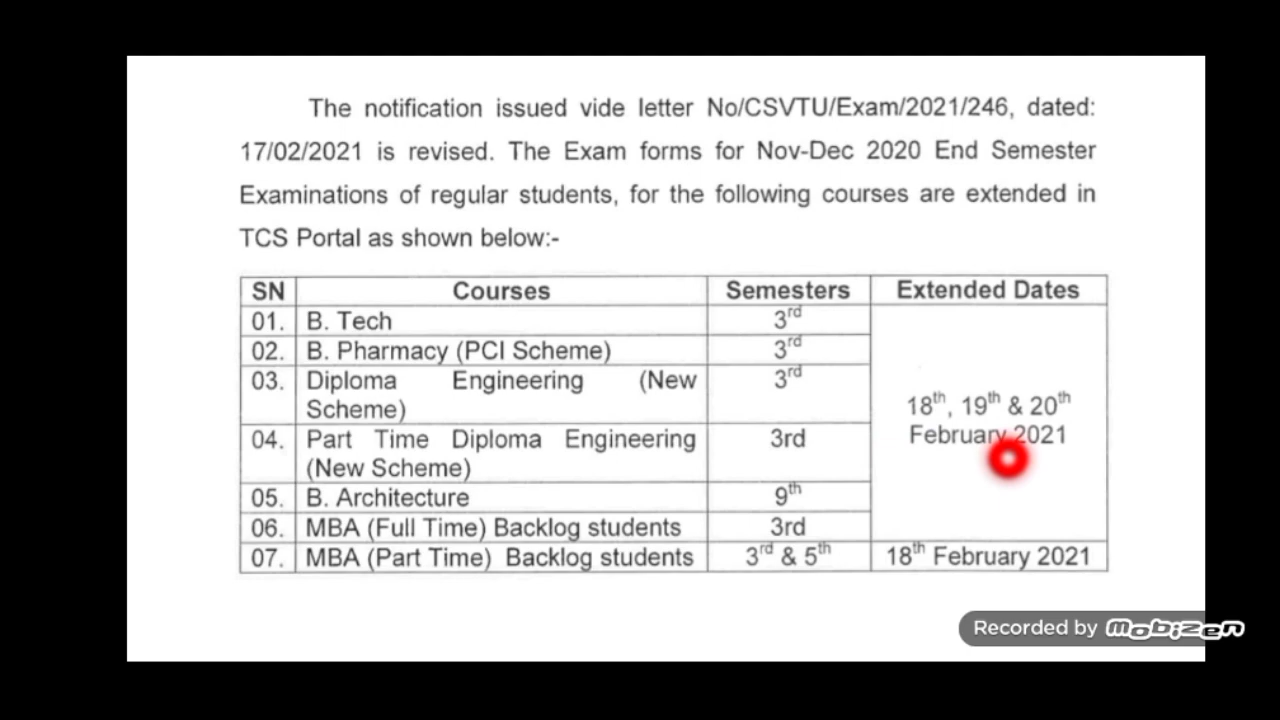 The notification issued vide letter No/CSVTU/Exam/2021/246, dated:
17/02/2021 is revised. The Exam forms for Nov-Dec 2020 End Semester
Examinations of regular students, for the following courses are extended in
TCS Portal as shown below:-
SN Courses Semesters Extended Dates
01. B. Tech 3rd
02. B. Pharmacy (PCI Scheme) 3rd
03. Diploma Engineering (New 3rd
Scheme)
18th, 19th & 20th
February 2021
04. Part Time Diploma Engineering 3rd
(New Scheme)
05. B. Architecture 9th
06. MBA (Full Time) Backlog students 3rd
07. MBA (Part Time) Backlog students 3rd & 5th 18th February 2021
Recorded by mobizen